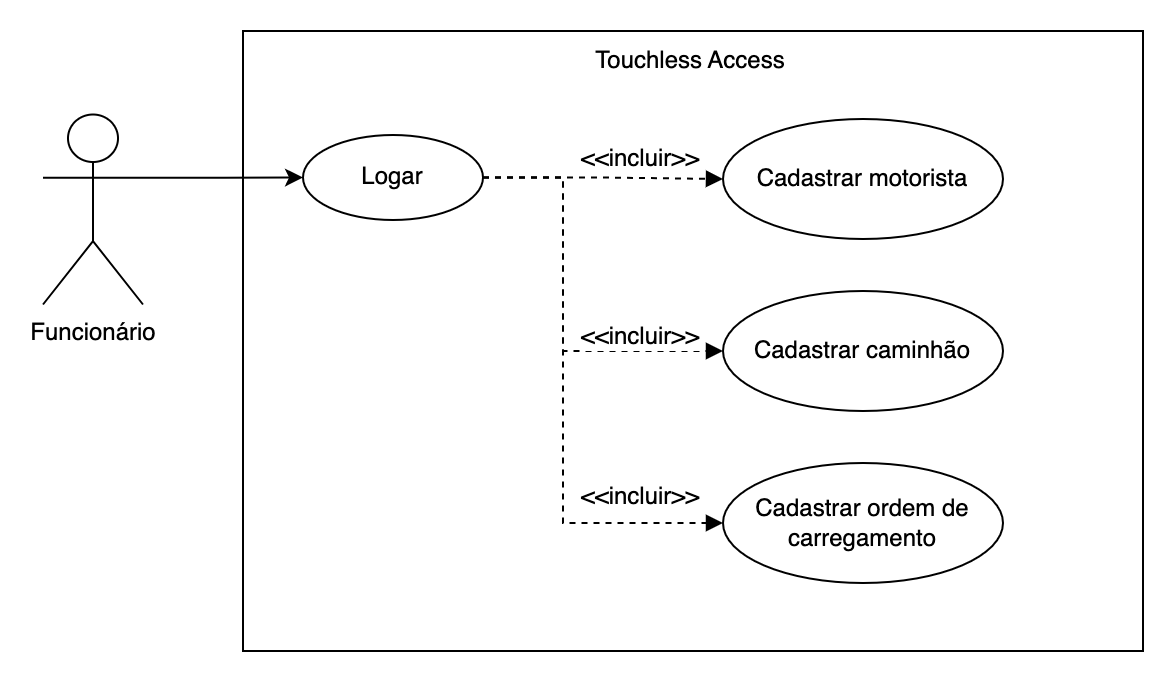 Touchless Access
Logar
<<incluir>>
Cadastrar motorista
Funcionário
<<incluir>>
Cadastrar caminhão
<<incluir>>
Cadastrar ordem de
carregamento